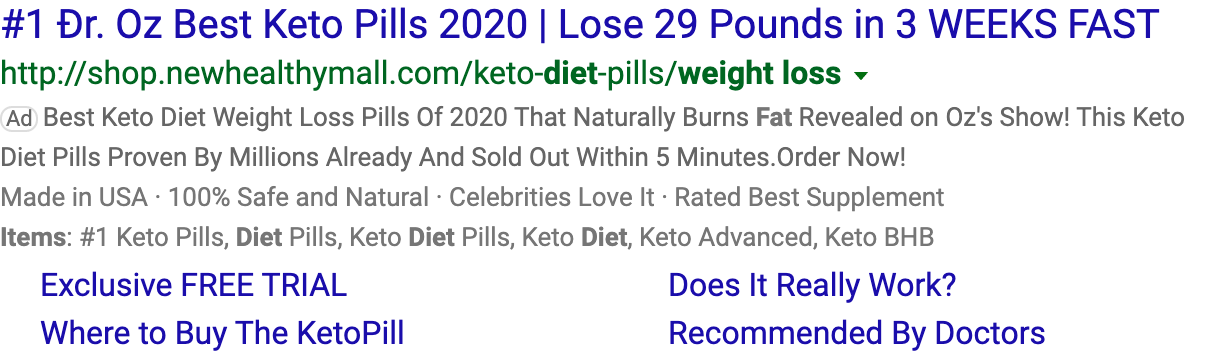 #1 Đr. Oz Best Keto Pills 2020 | Lose 29 Pounds in 3 WEEKS FAST
http://shop.newhealthymall.com/keto-diet-pills/weight loss
Ad Best Keto Diet Weight Loss Pills Of 2020 That Naturally Burns Fat Revealed on Oz's Show! This Keto
Diet Pills Proven By Millions Already And Sold Out Within 5 Minutes.Order Now!
Made in USA · 100% Safe and Natural · Celebrities Love It · Rated Best Supplement
Items: #1 Keto Pills, Diet Pills, Keto Diet Pills, Keto Diet, Keto Advanced, Keto BHB
Exclusive FREE TRIAL
Does It Really Work?
Where to Buy The KetoPill
Recommended By Doctors